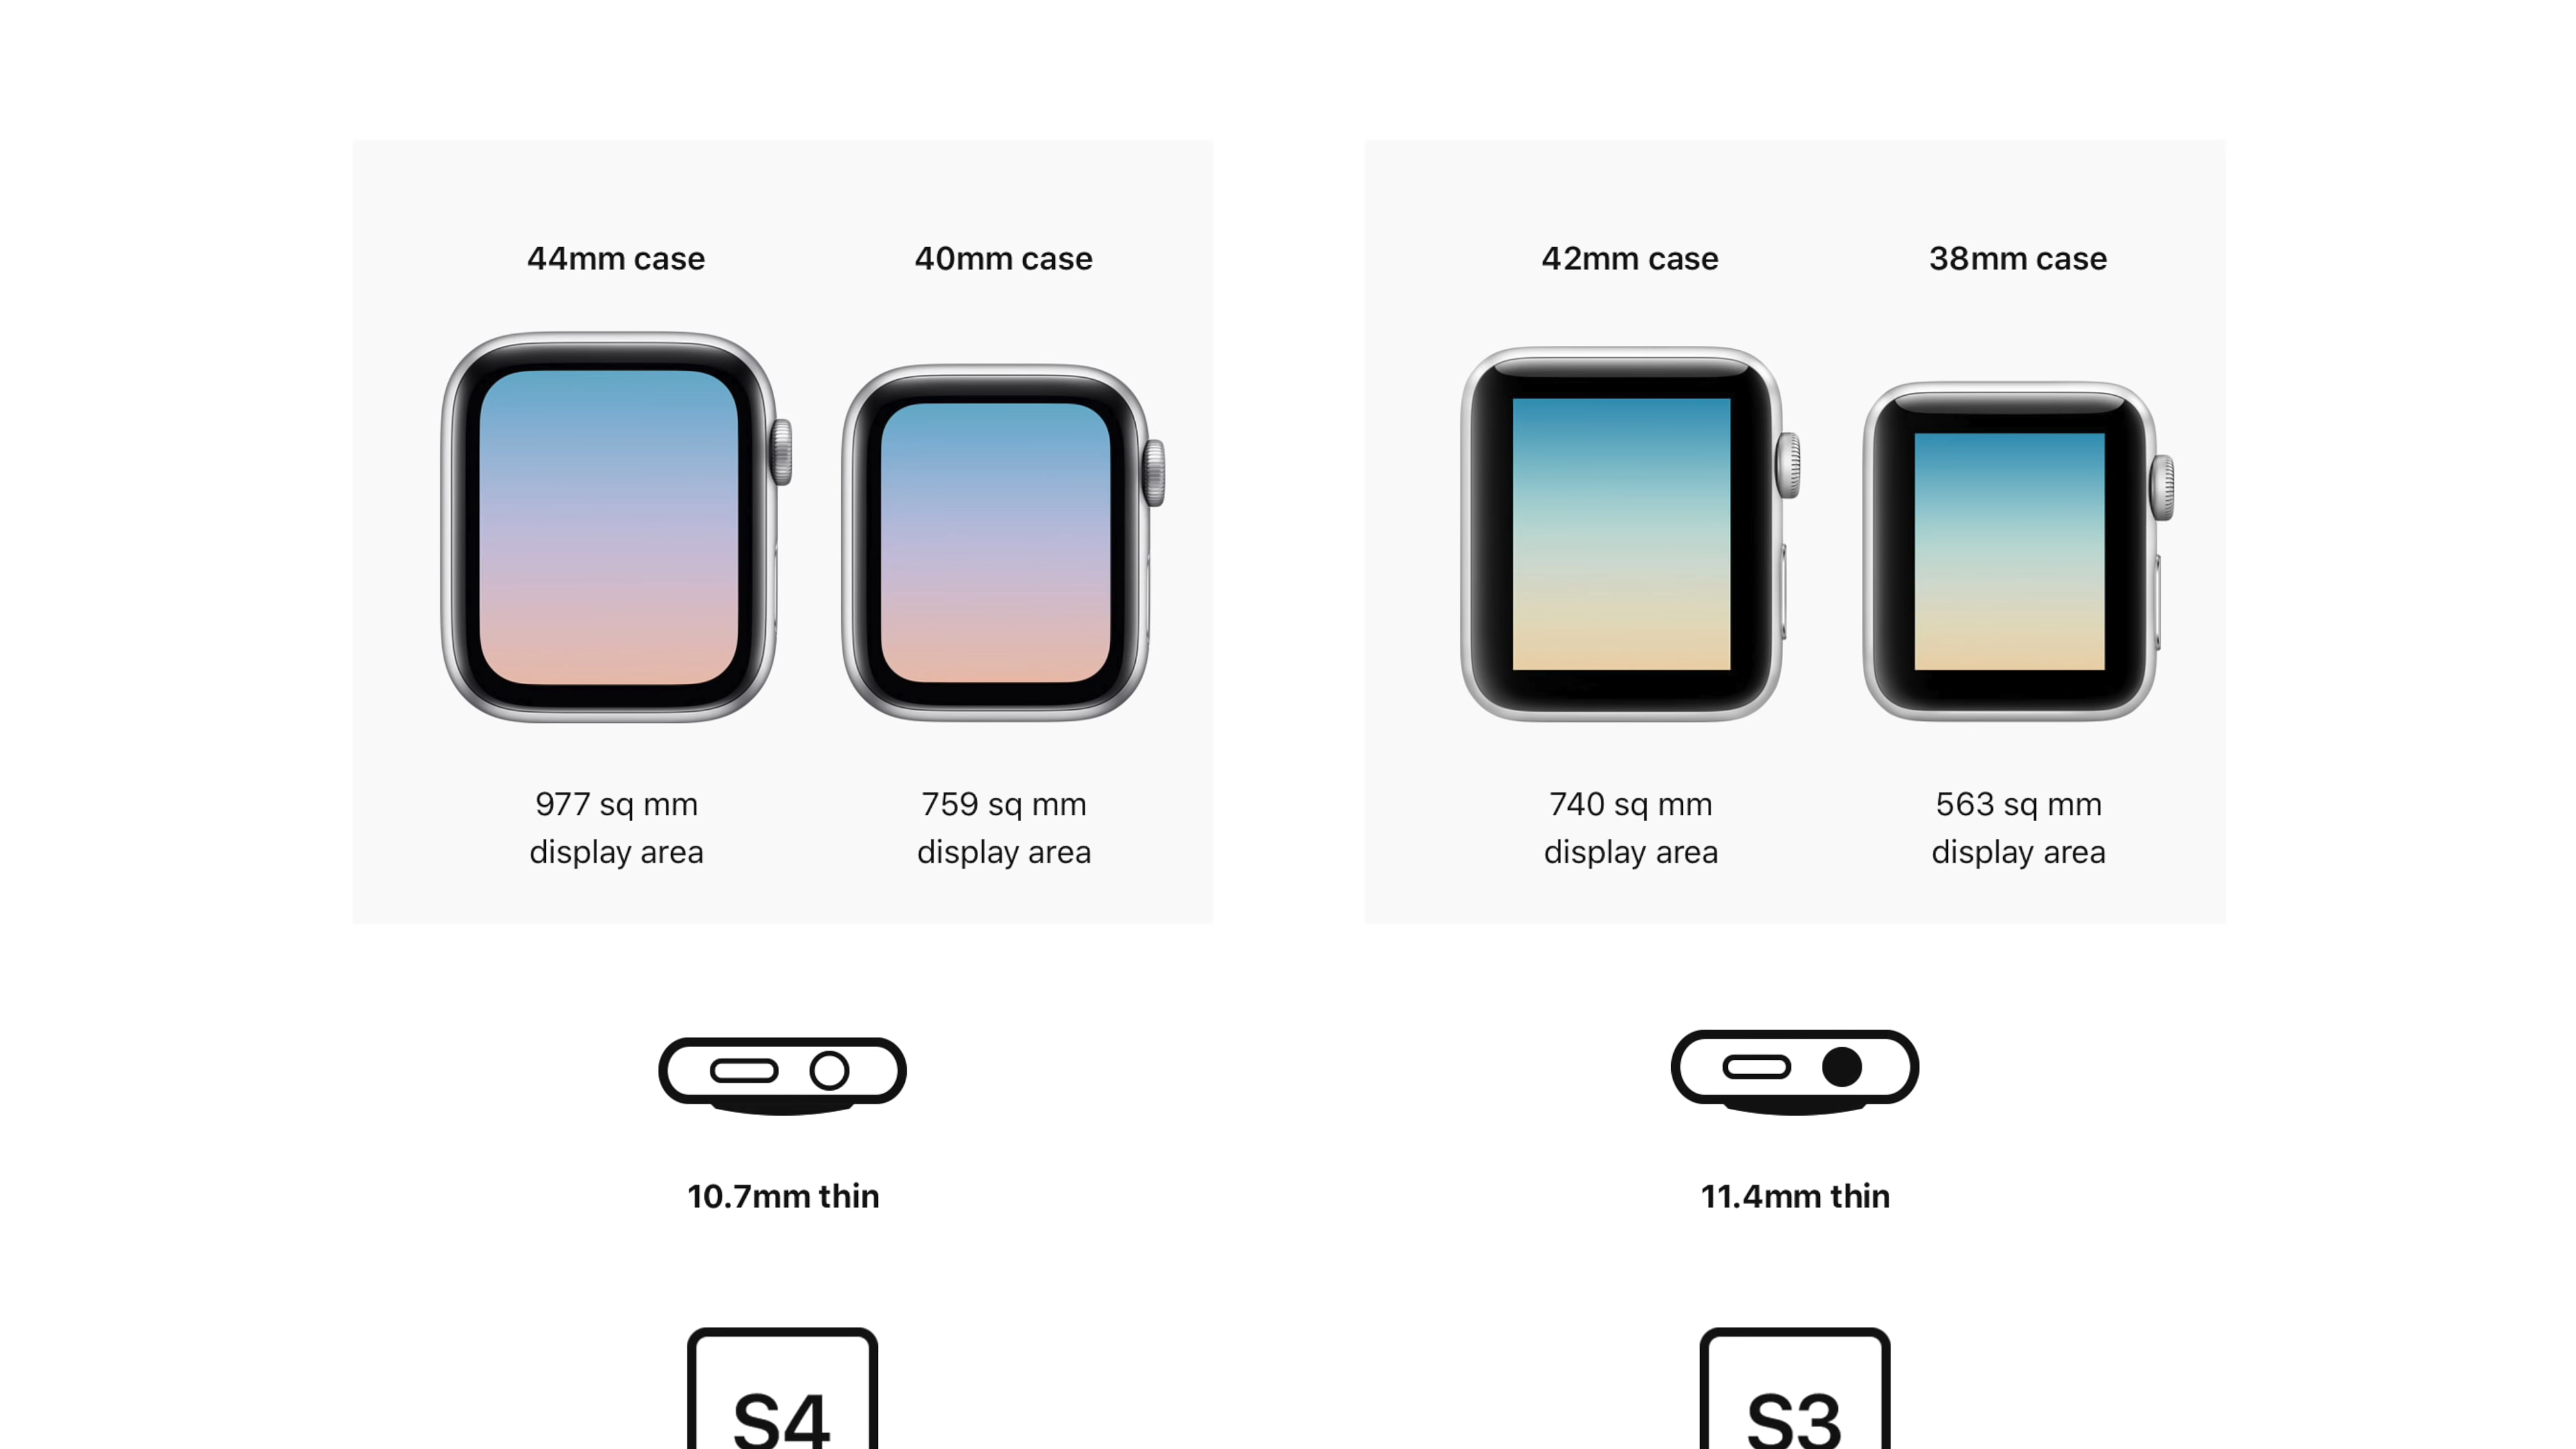 44mm case
40mm case
42mm case
38mm case
977 sq mm
display area
759 sq mm
display area
740 sq mm
display area
563 sq mm
display area
10.7mm thin
11.4mm thin
S4
S3